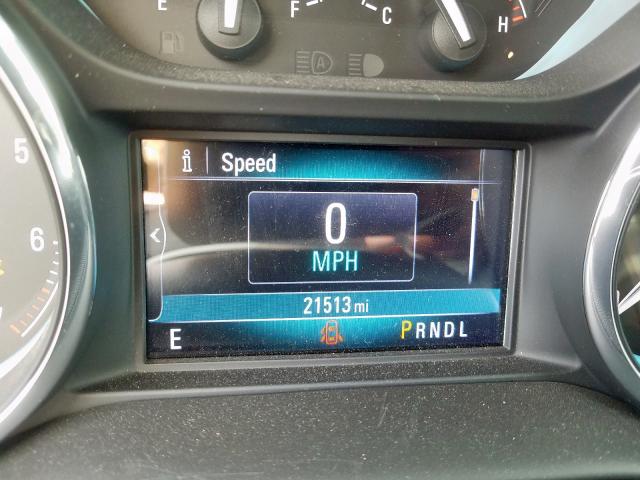 E F C H
A
5
6
i Speed
0
MPH
21513 mi
E PRNDL